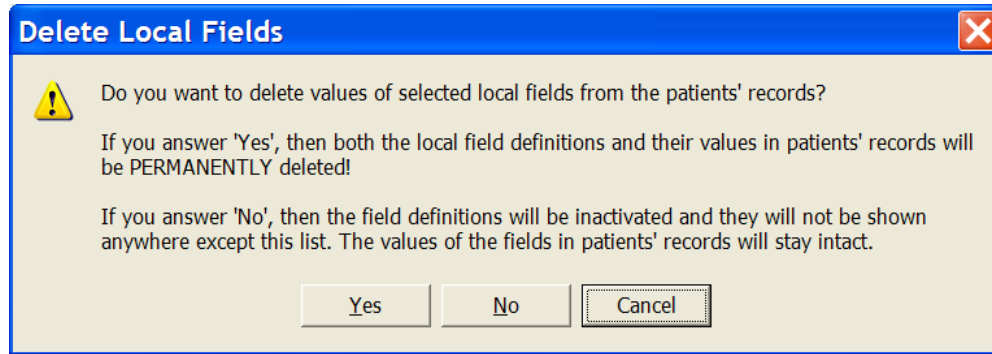 Delete Local Fields
Do you want to delete values of selected local fields from the patients' records?
If you answer 'Yes', then both the local field definitions and their values in patients' records will
be PERMANENTLY deleted!
If you answer 'No', then the field definitions will be inactivated and they will not be shown
anywhere except this list. The values of the fields in patients' records will stay intact.
Yes No Cancel